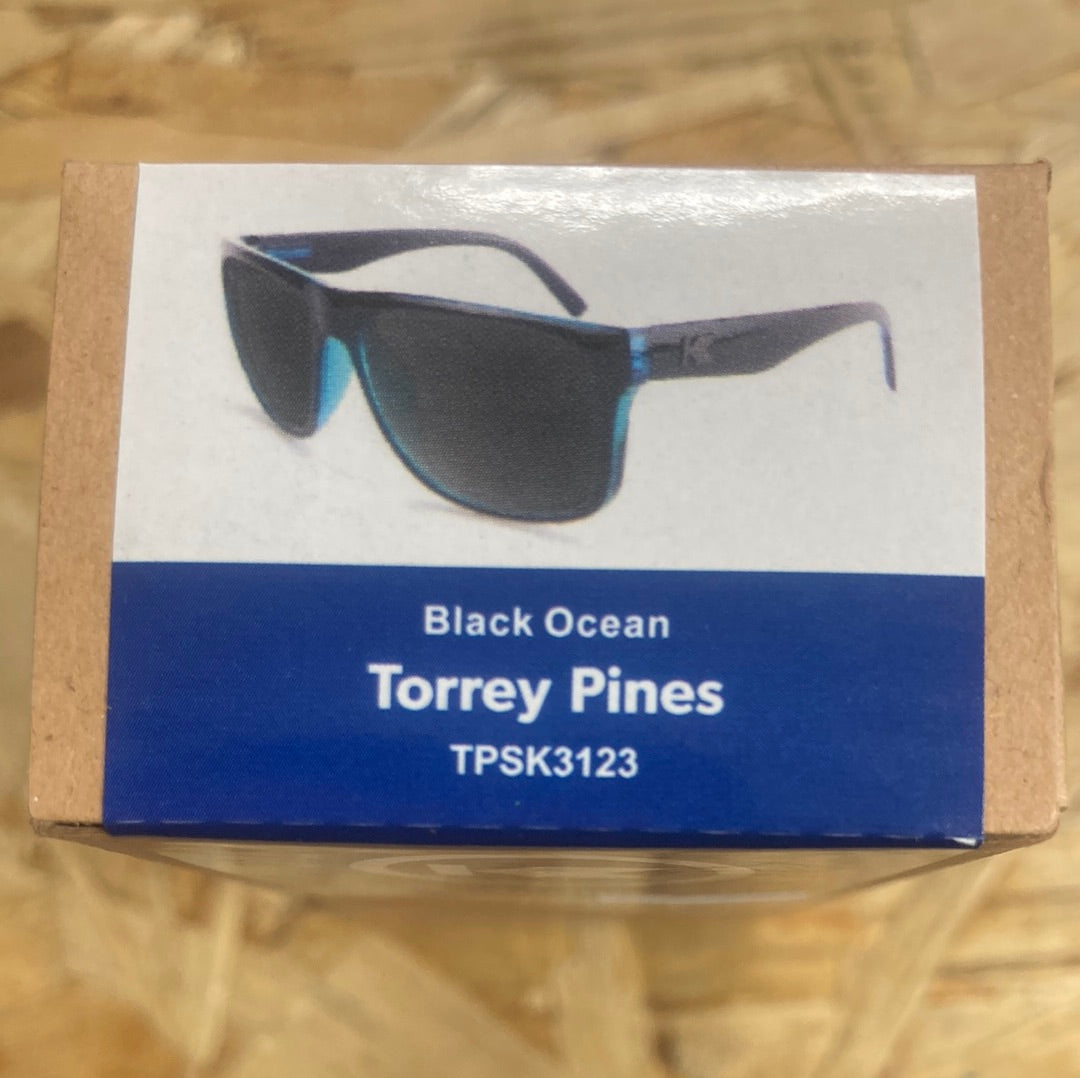 Black Ocean
Torrey Pines
TPSK3123